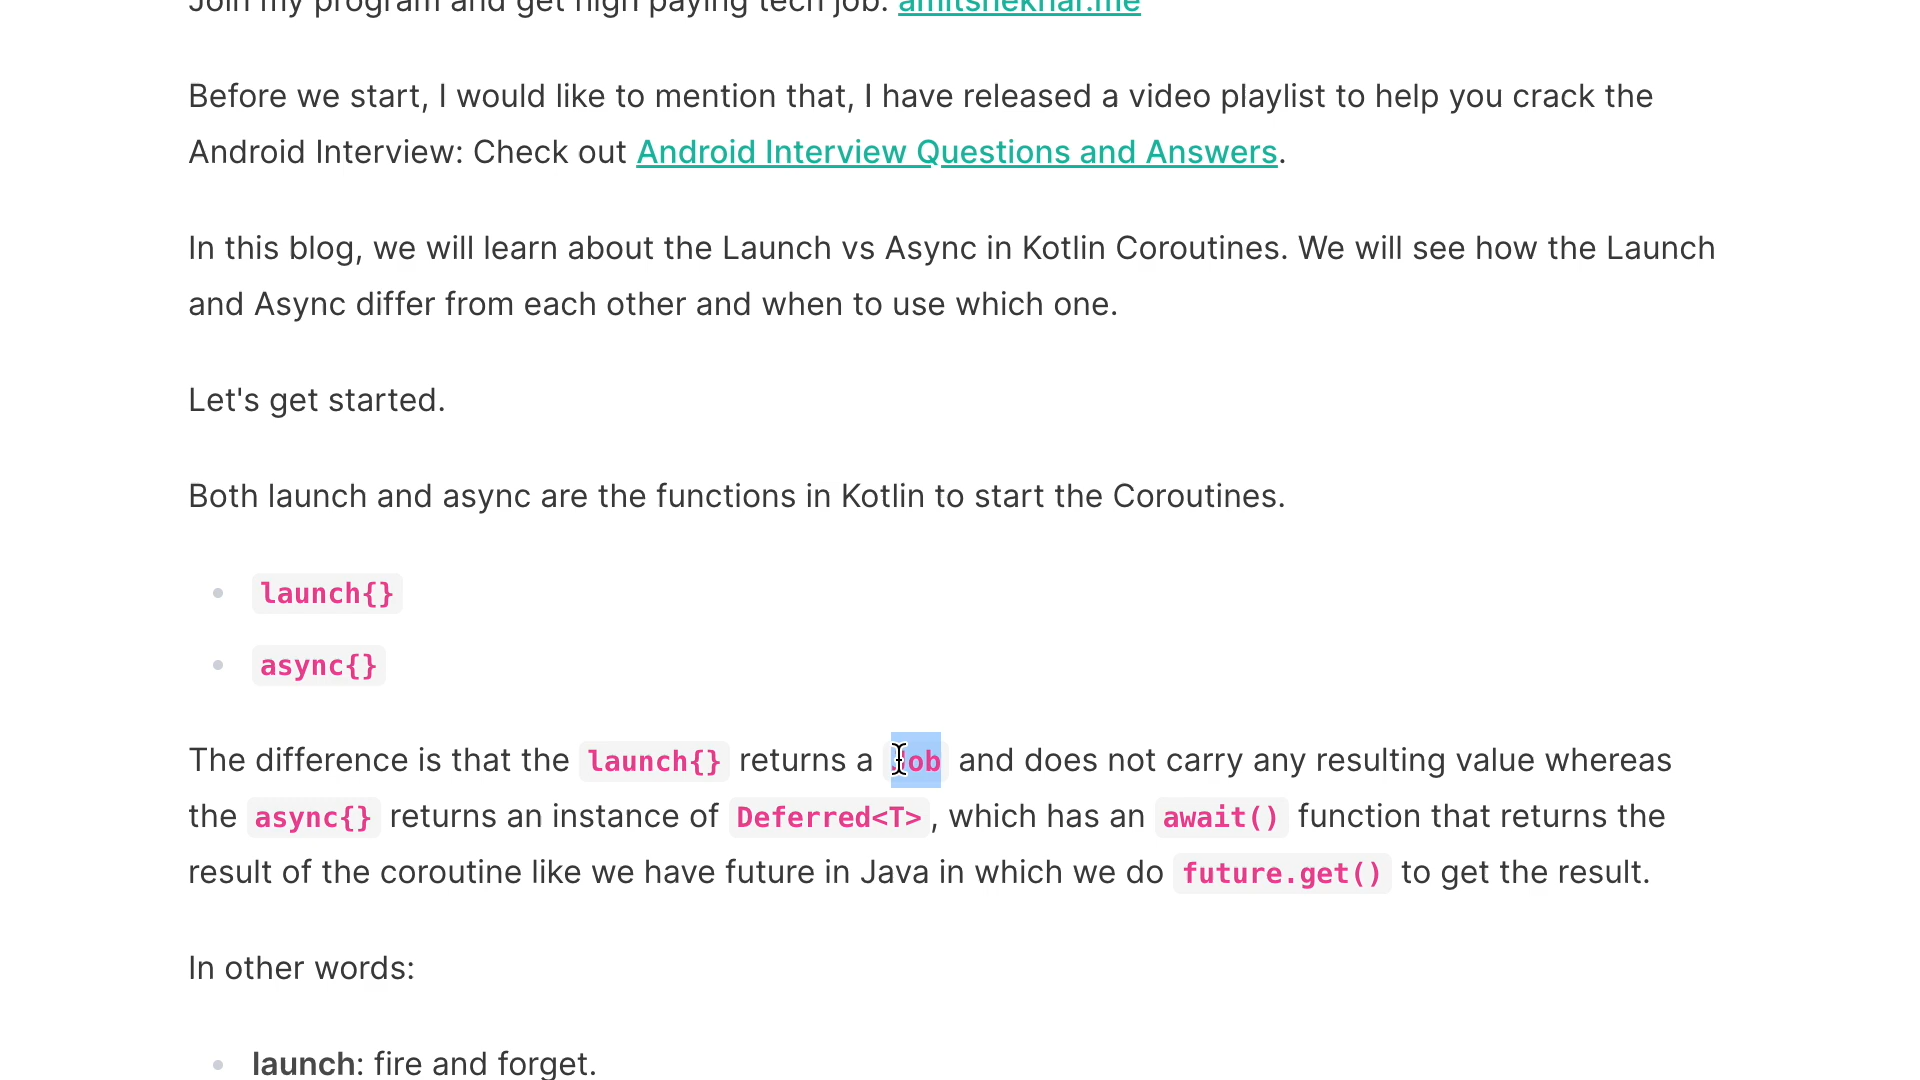 Join my program and get high paying tech job: amitshekhar.me
Before we start, I would like to mention that, I have released a video playlist to help you crack the
Android Interview: Check out Android Interview Questions and Answers.
In this blog, we will learn about the Launch vs Async in Kotlin Coroutines. We will see how the Launch
and Async differ from each other and when to use which one.
Let's get started.
Both launch and async are the functions in Kotlin to start the Coroutines.
launch{}
async{}
The difference is that the launch{} returns a Job and does not carry any resulting value whereas
the async{} returns an instance of Deferred<T>, which has an await() function that returns the
result of the coroutine like we have future in Java in which we do future.get() to get the result.
In other words:
launch: fire and forget.